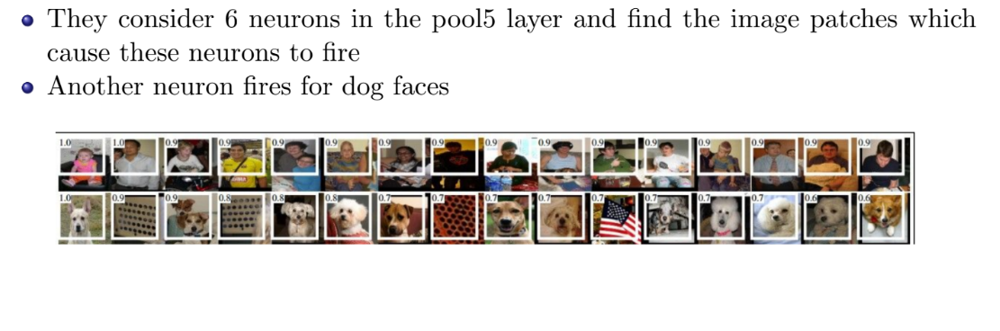 They consider 6 neurons in the pool5 layer and find the image patches which
cause these neurons to fire
Another neuron fires for dog faces
1.0 1.0 0.9 0.9 0.9 0.9 0.9 0.9 0.9 0.9 0.9 0.9 0.9 0.9 0.9 0.9
1.0 0.9 0.9 0.8 0.8 0.8 0.7 0.7 0.7 0.7 0.7 0.7 0.7 0.7 0.6 0.6